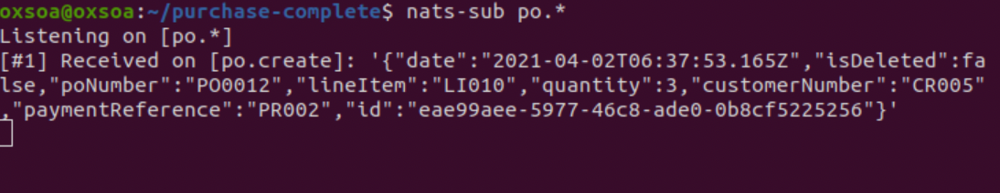 oxsoa@oxsoa:~/purchase-complete$ nats-sub po.*
Listening on [po.*]
[#1] Received on [po.create]: '{"date":"2021-04-02T06:37:53.165Z","isDeleted":fa
lse,"poNumber":"PO0012","lineItem":"LI010","quantity":3,"customerNumber":"CR005"
,"paymentReference":"PR002","id":"eae99aee-5977-46c8-ade0-0b8cf5225256"}'